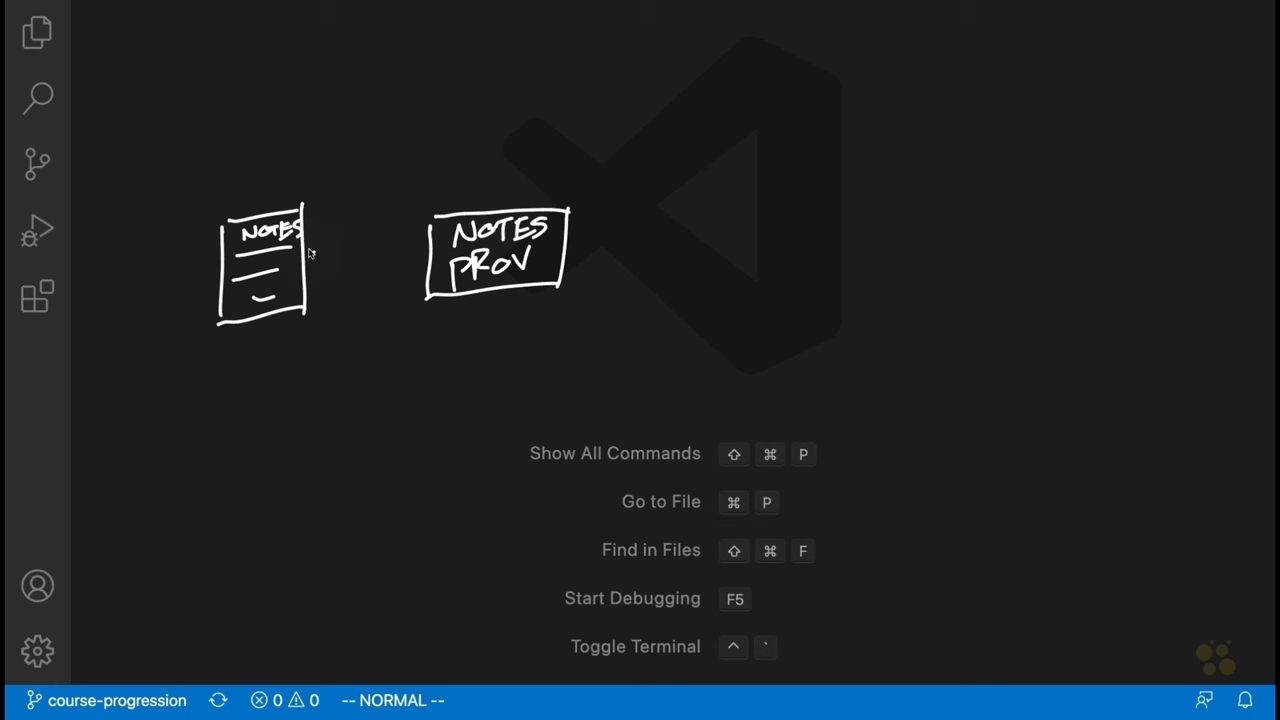 NOTES
NOTES
PROV
Show All Commands ⇧ ⌘ P
Go to File ⌘ P
Find in Files ⇧ ⌘ F
Start Debugging F5
Toggle Terminal ^ `
course-progression 0 0 -- NORMAL --